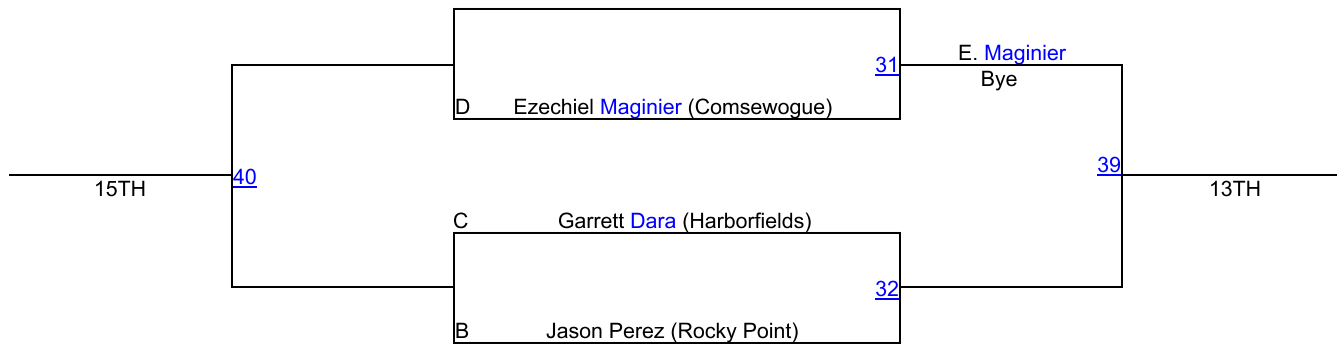 E. Maginier
31
Bye
D Ezechiel Maginier (Comsewogue)
39
40
15TH
13TH
C Garrett Dara (Harborfields)
32
B Jason Perez (Rocky Point)